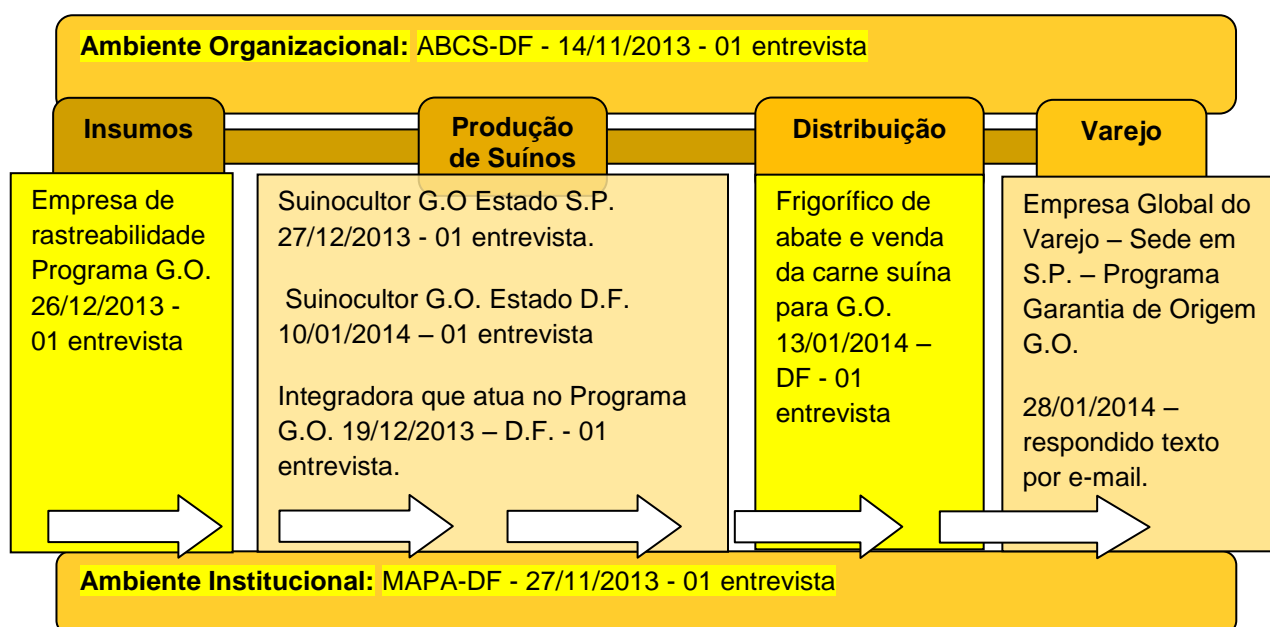 Ambiente Organizacional: ABCS-DF - 14/11/2013 - 01 entrevista
Insumos
Produção
de Suínos
Distribuição
Varejo
Empresa de
rastreabilidade
Programa G.O.
26/12/2013 -
01 entrevista
Suinocultor G.O Estado S.P.
27/12/2013 - 01 entrevista.
Suinocultor G.O. Estado D.F.
10/01/2014 – 01 entrevista
Integradora que atua no Programa
G.O. 19/12/2013 – D.F. - 01
entrevista.
Frigorífico de
abate e venda
da carne suína
para G.O.
13/01/2014 –
DF - 01
entrevista
Empresa Global do
Varejo – Sede em
S.P. – Programa
Garantia de Origem
G.O.
28/01/2014 –
respondido texto
por e-mail.
Ambiente Institucional: MAPA-DF - 27/11/2013 - 01 entrevista